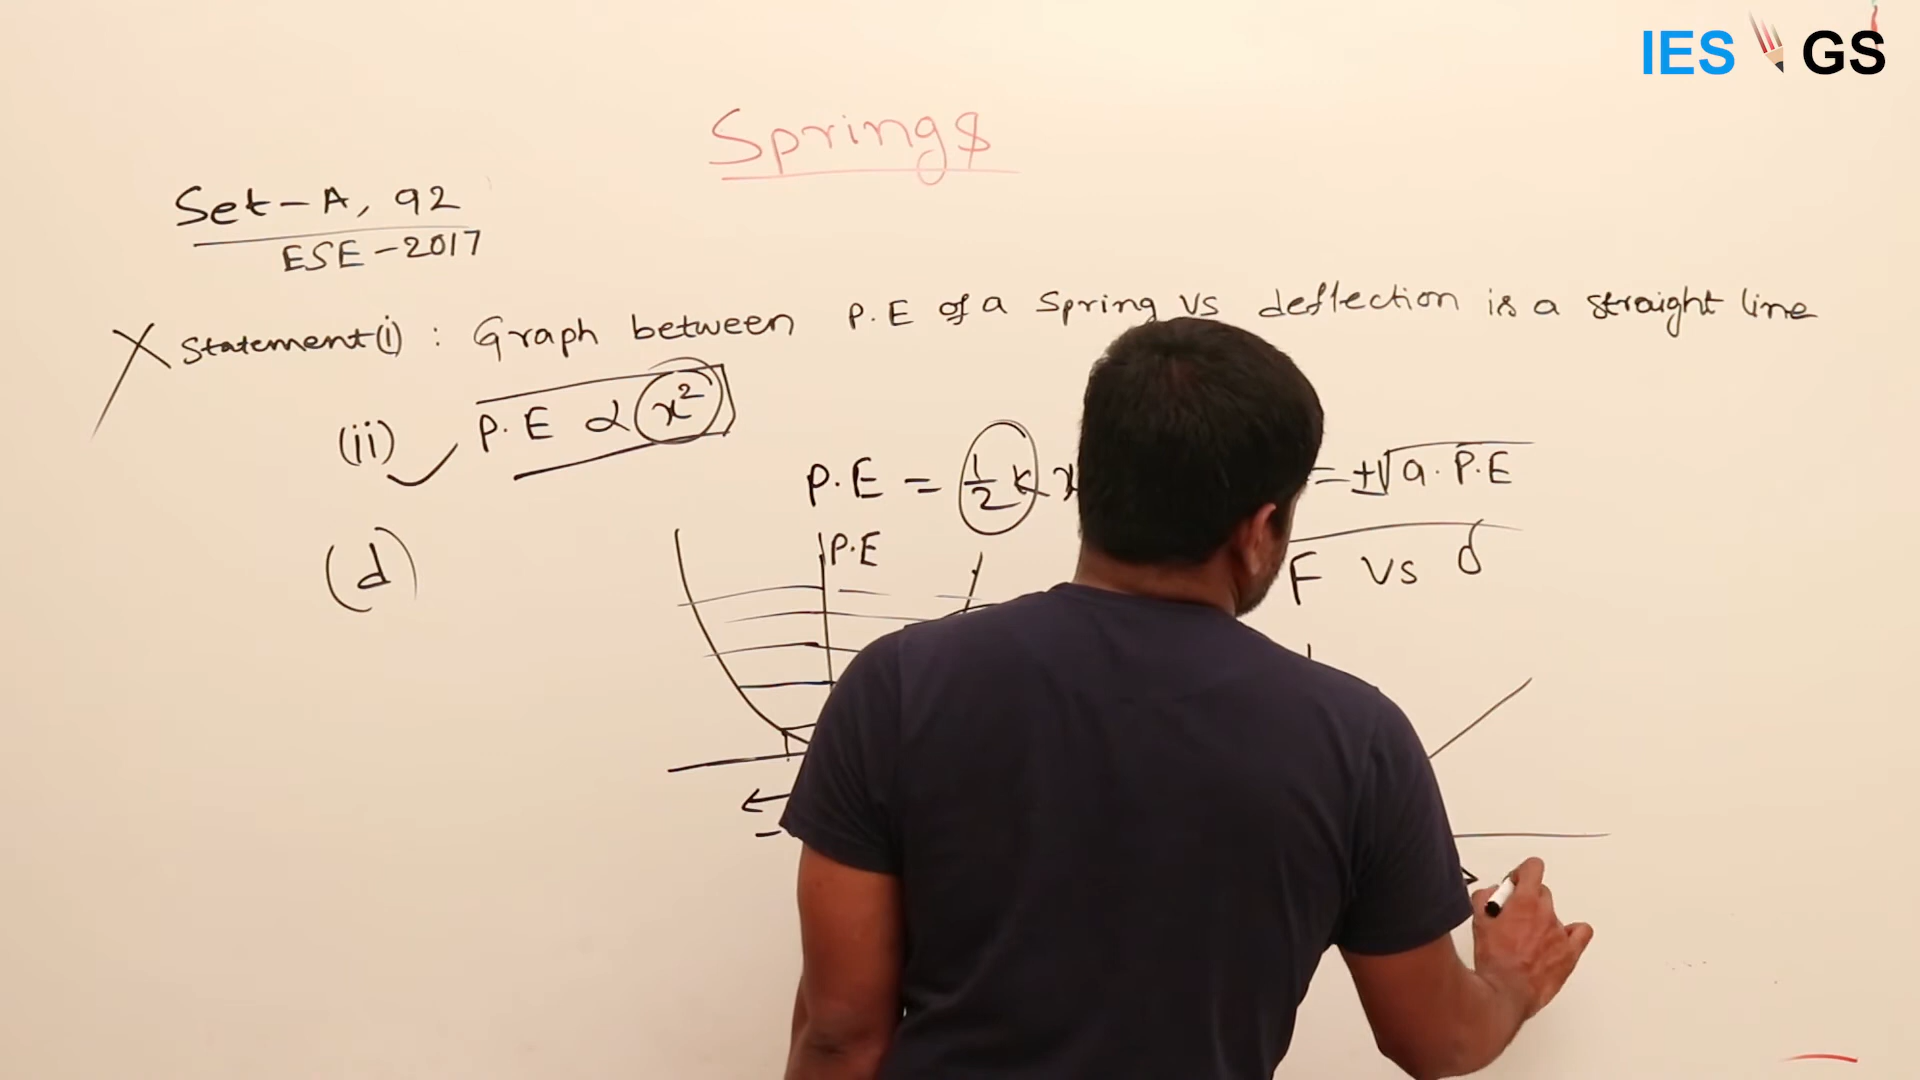 IES GS
Springs
Set-A, 92
ESE-2017
Statement(i) : Graph between P.E of a Spring vs deflection is a straight line
(ii) P.E ∝ x²
P.E = ½ K x = ±√a. P.E
(d)
P.E
F vs d